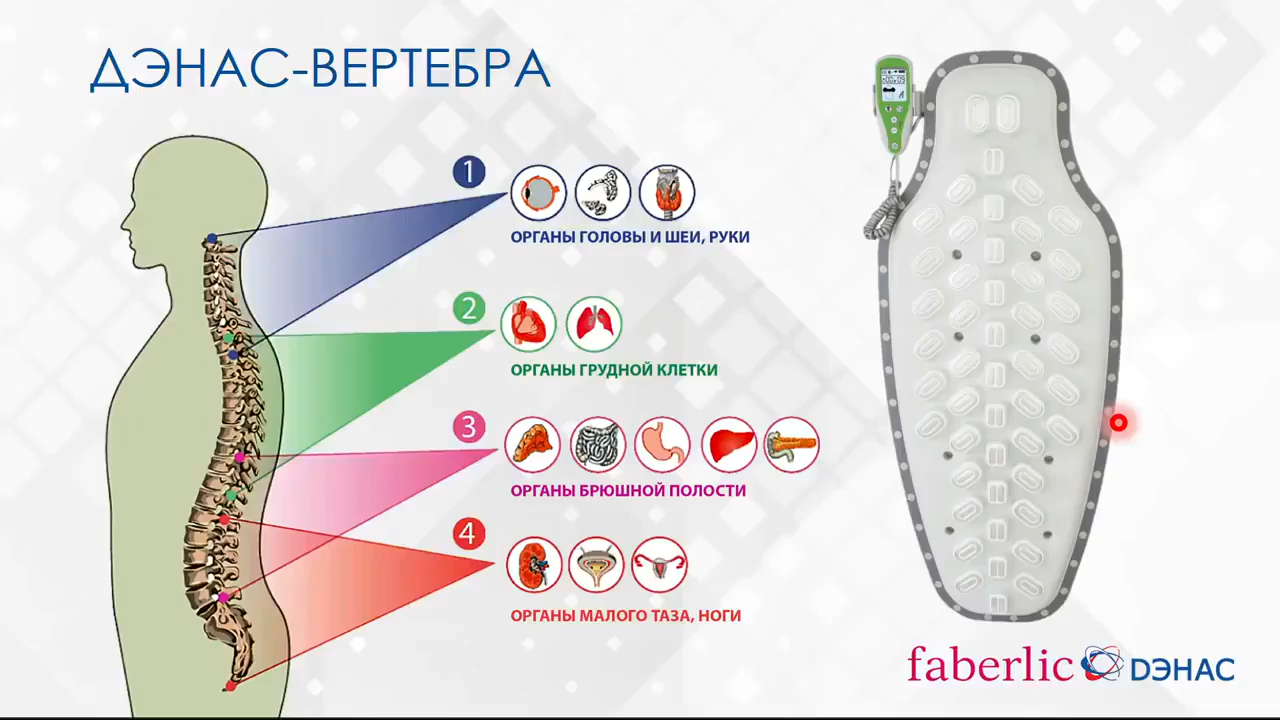 ДЭНАС-ВЕРТЕБРА
1
ОРГАНЫ ГОЛОВЫ И ШЕИ, РУКИ
2
ОРГАНЫ ГРУДНОЙ КЛЕТКИ
3
ОРГАНЫ БРЮШНОЙ ПОЛОСТИ
4
ОРГАНЫ МАЛОГО ТАЗА, НОГИ
faberlic ДЭНАС